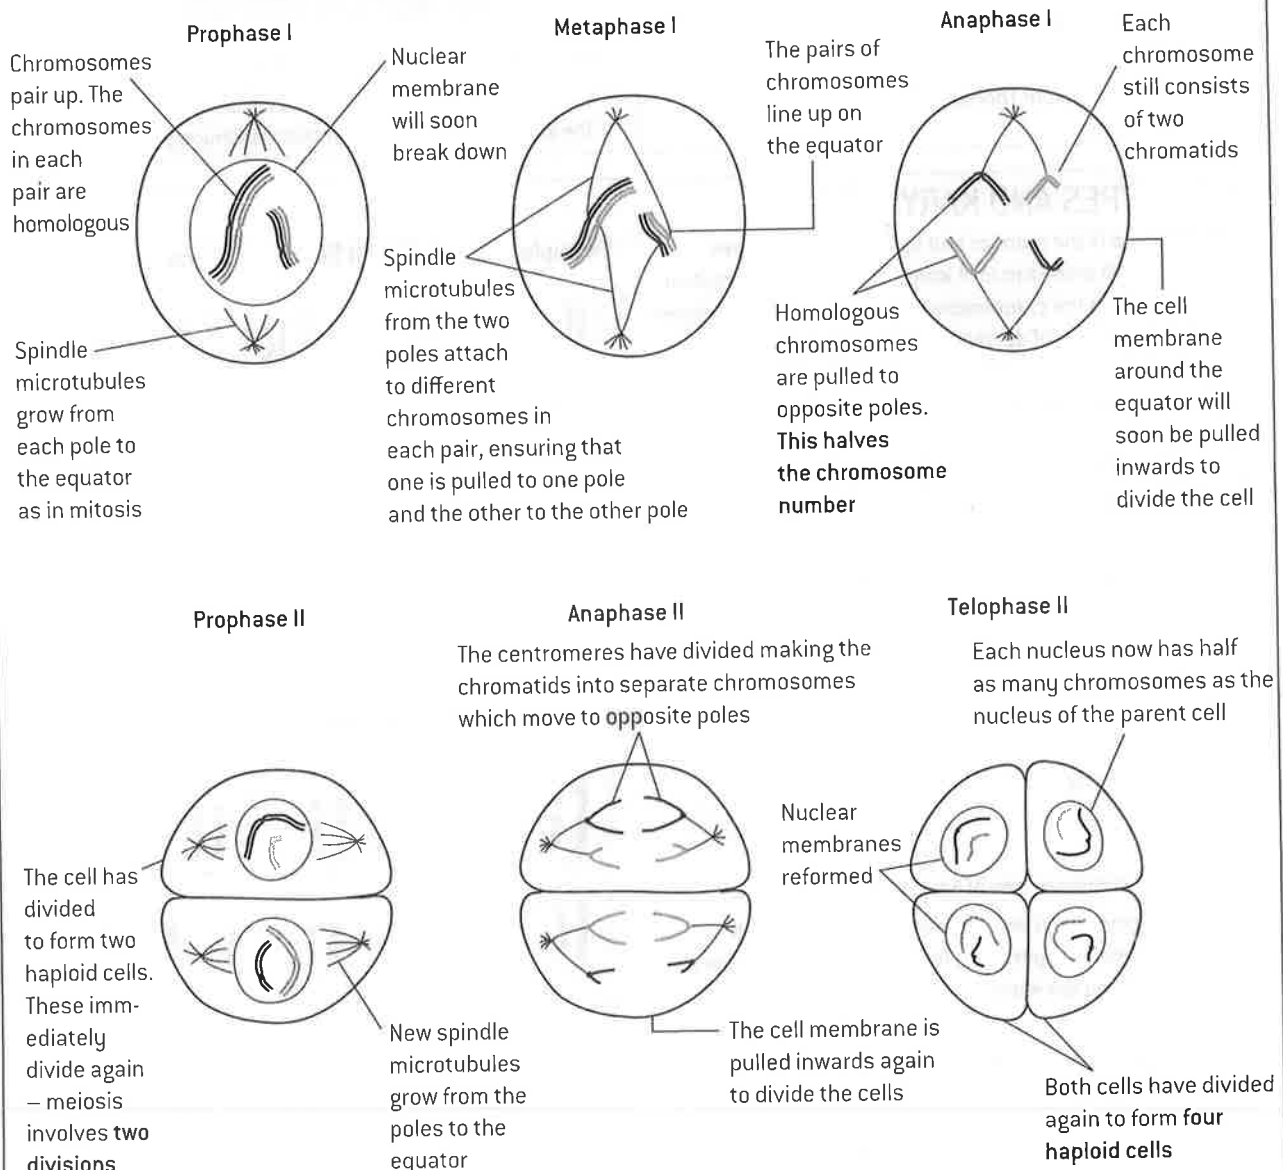 Prophase I
Chromosomes
pair up. The
chromosomes
in each
pair are
homologous
Nuclear
membrane
will soon
break down
Spindle
microtubules
grow from
each pole to
the equator
as in mitosis
Metaphase I
The pairs of
chromosomes
line up on
the equator
Spindle
microtubules
from the two
poles attach
to different
chromosomes in
each pair, ensuring that
one is pulled to one pole
and the other to the other pole
Anaphase I
Each
chromosome
still consists
of two
chromatids
Homologous
chromosomes
are pulled to
opposite poles.
This halves
the chromosome
number
The cell
membrane
around the
equator will
soon be pulled
inwards to
divide the cell
Prophase II
The cell has
divided
to form two
haploid cells.
These imm-
ediately
divide again
– meiosis
involves two
divisions
New spindle
microtubules
grow from the
poles to the
equator
Anaphase II
The centromeres have divided making the
chromatids into separate chromosomes
which move to opposite poles
The cell membrane is
pulled inwards again
to divide the cells
Telophase II
Each nucleus now has half
as many chromosomes as the
nucleus of the parent cell
Nuclear
membranes
reformed
Both cells have divided
again to form four
haploid cells